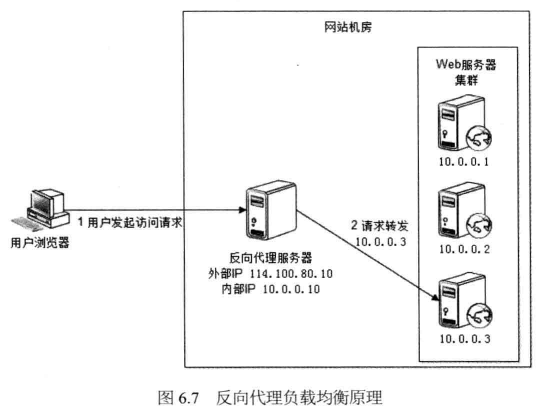 网站机房
Web服务器
集群
10.0.0.1
1 用户发起访问请求
用户浏览器
2 请求转发
10.0.0.3
10.0.0.2
反向代理服务器
外部IP 114.100.80.10
内部IP 10.0.0.10
10.0.0.3
图 6.7 反向代理负载均衡原理